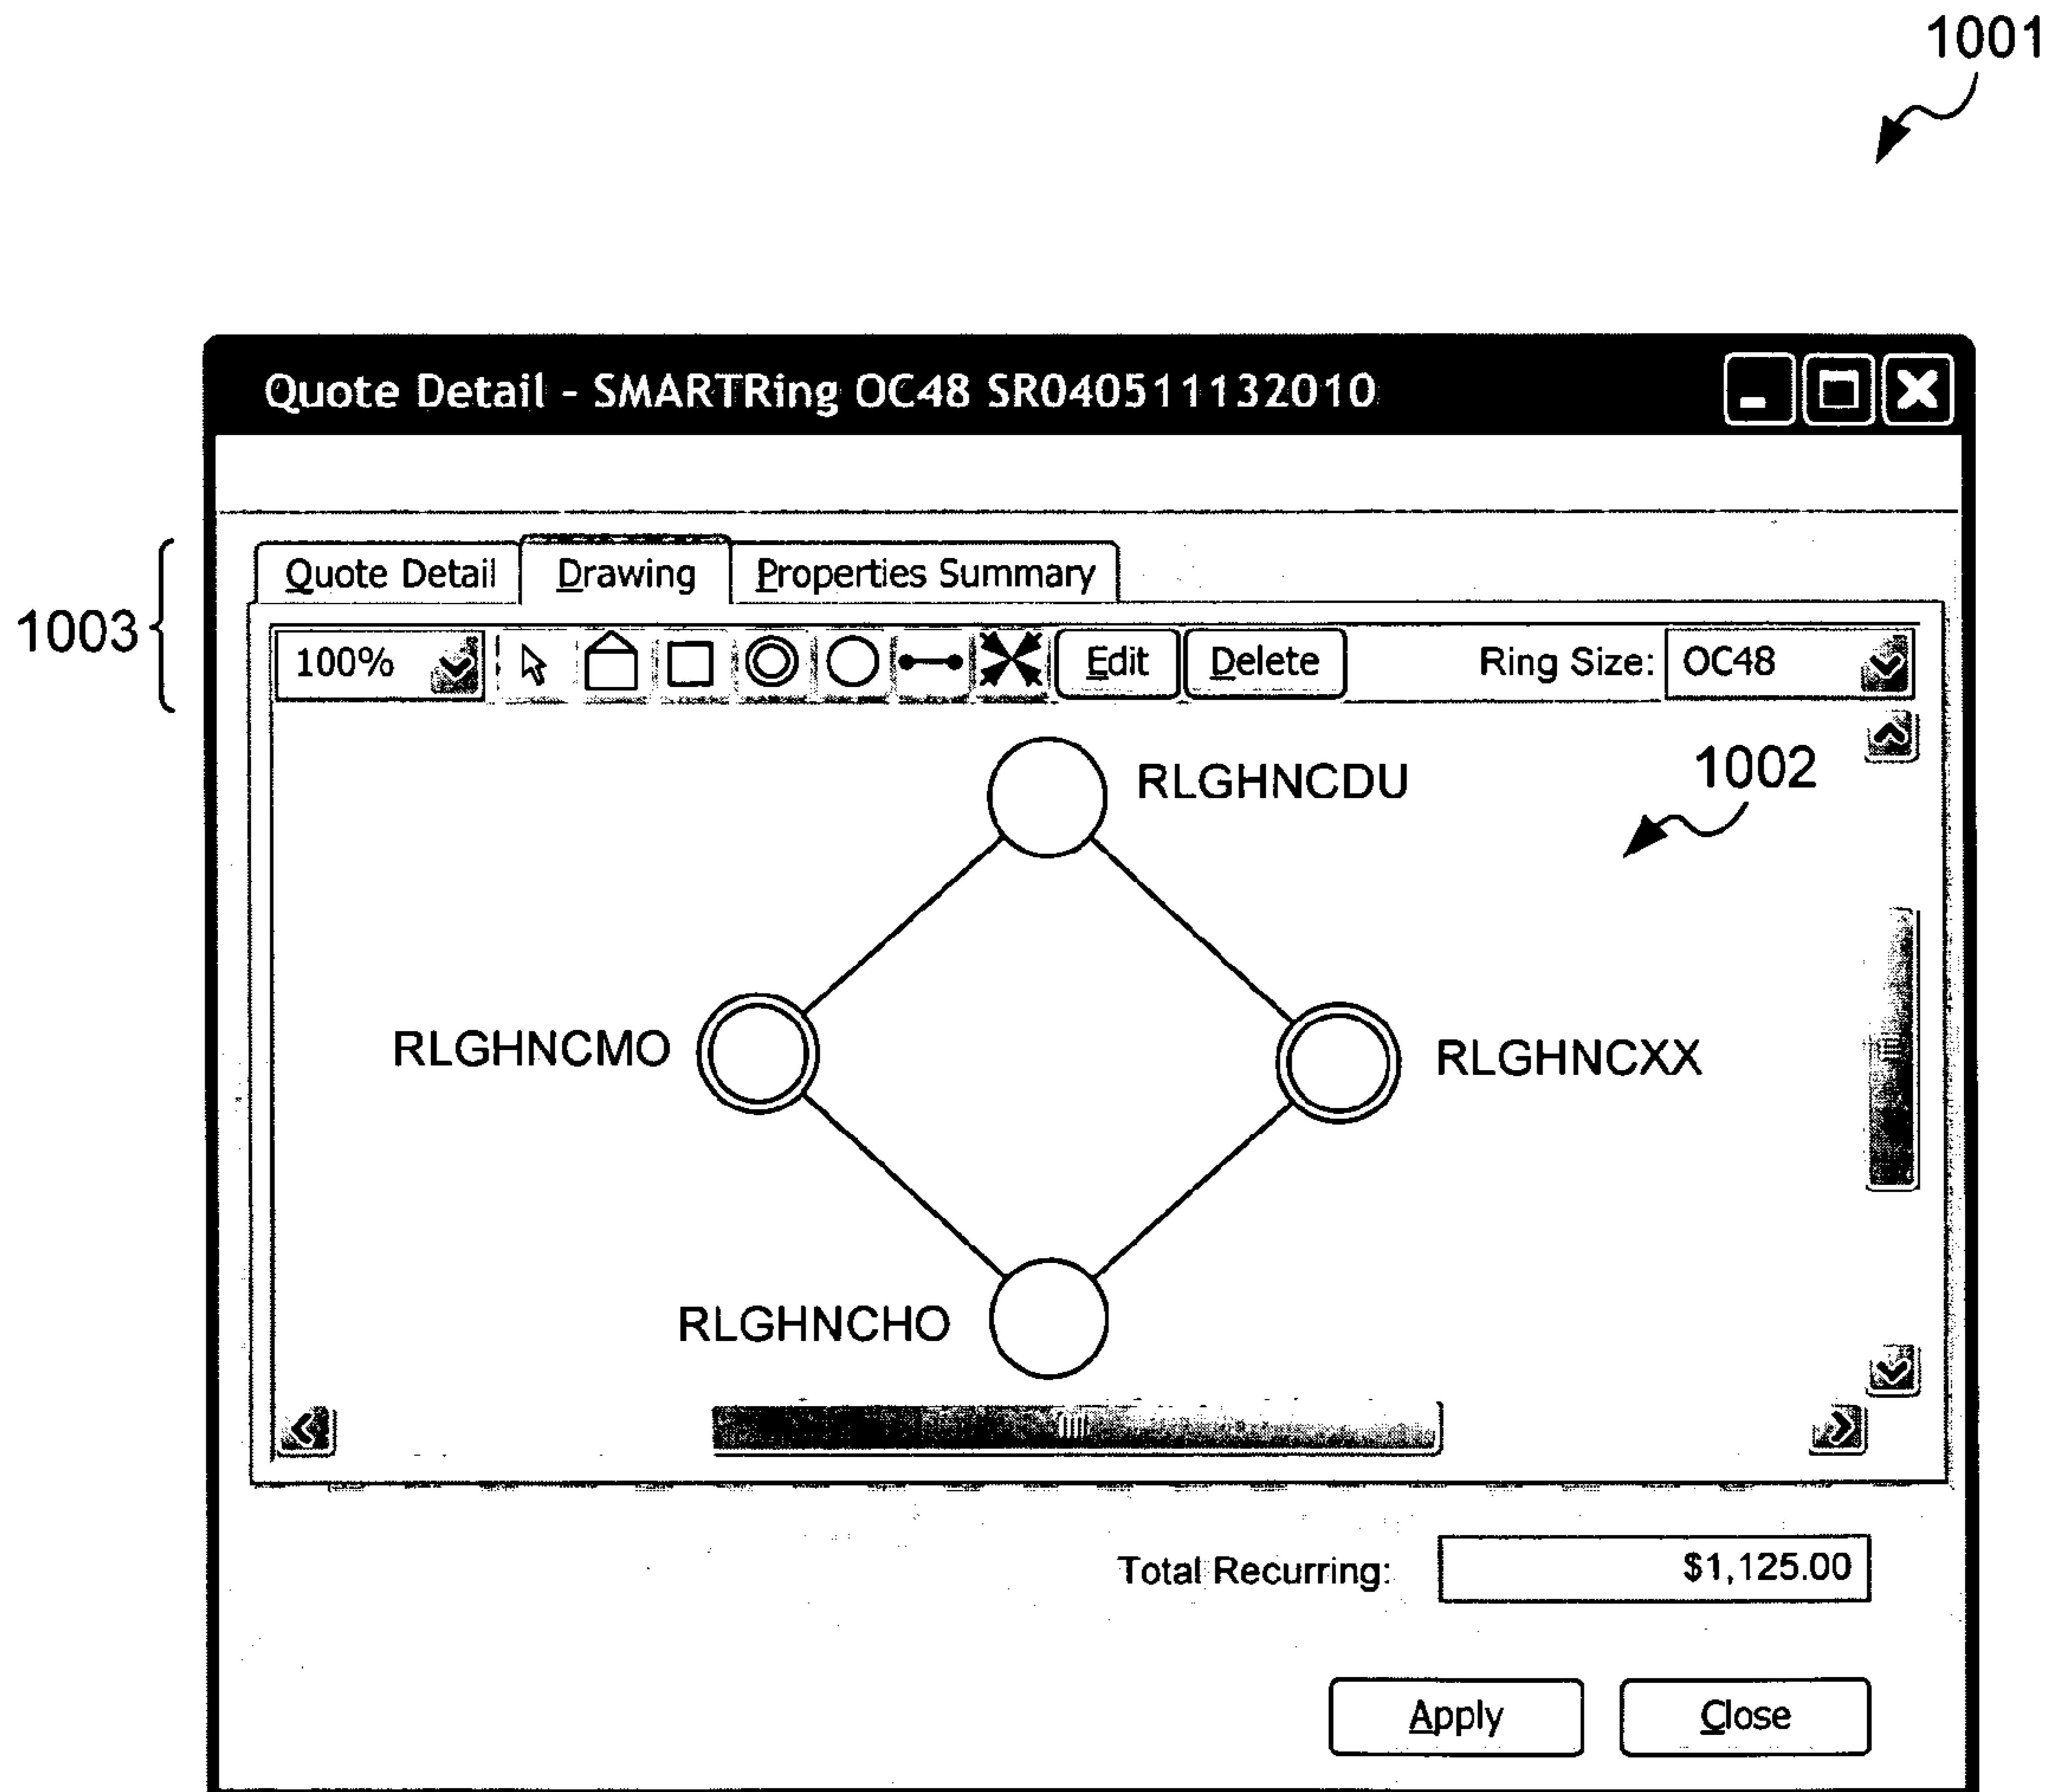 1001
Quote Detail - SMARTRing OC48 SR040511132010
Quote Detail Drawing Properties Summary
1003
100% Edit Delete Ring Size: OC48
RLGHNCDU
1002
RLGHNCMO
RLGHNCXX
RLGHNCHO
Total Recurring: $1,125.00
Apply Close